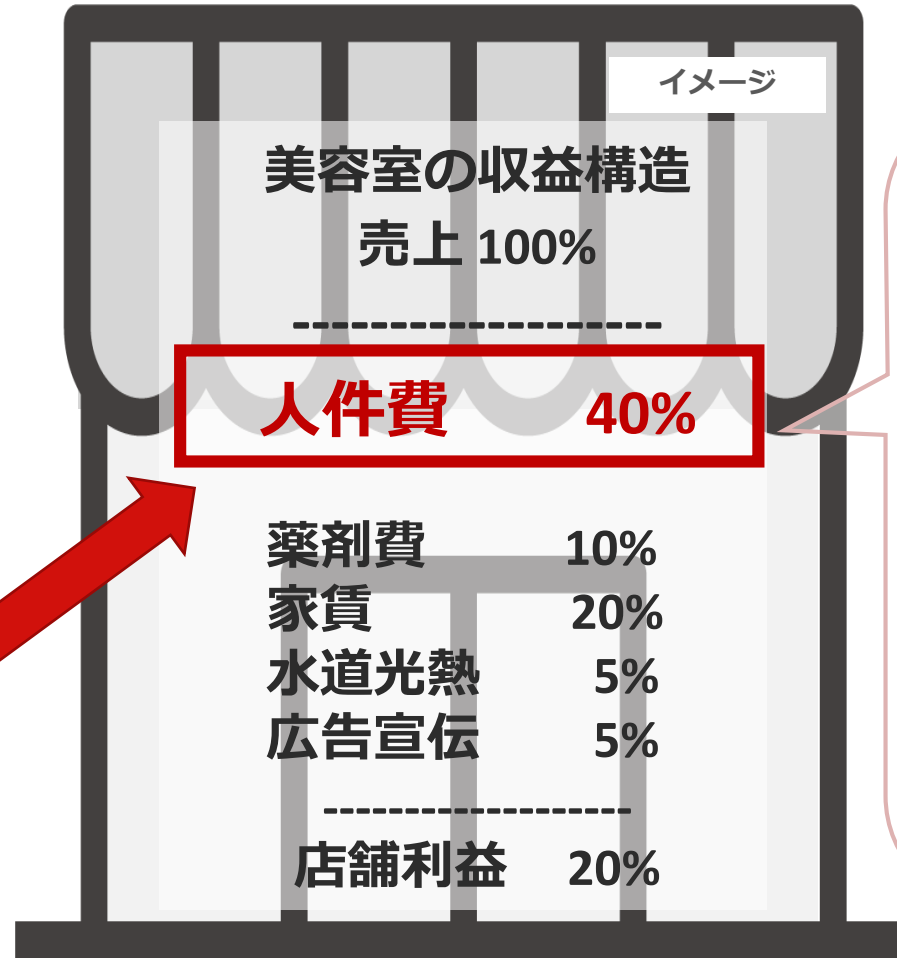 イメージ
美容室の収益構造
売上 100%
-------------------
人件費 40%
薬剤費 10%
家賃 20%
水道光熱 5%
広告宣伝 5%
-------------------
店舗利益 20%